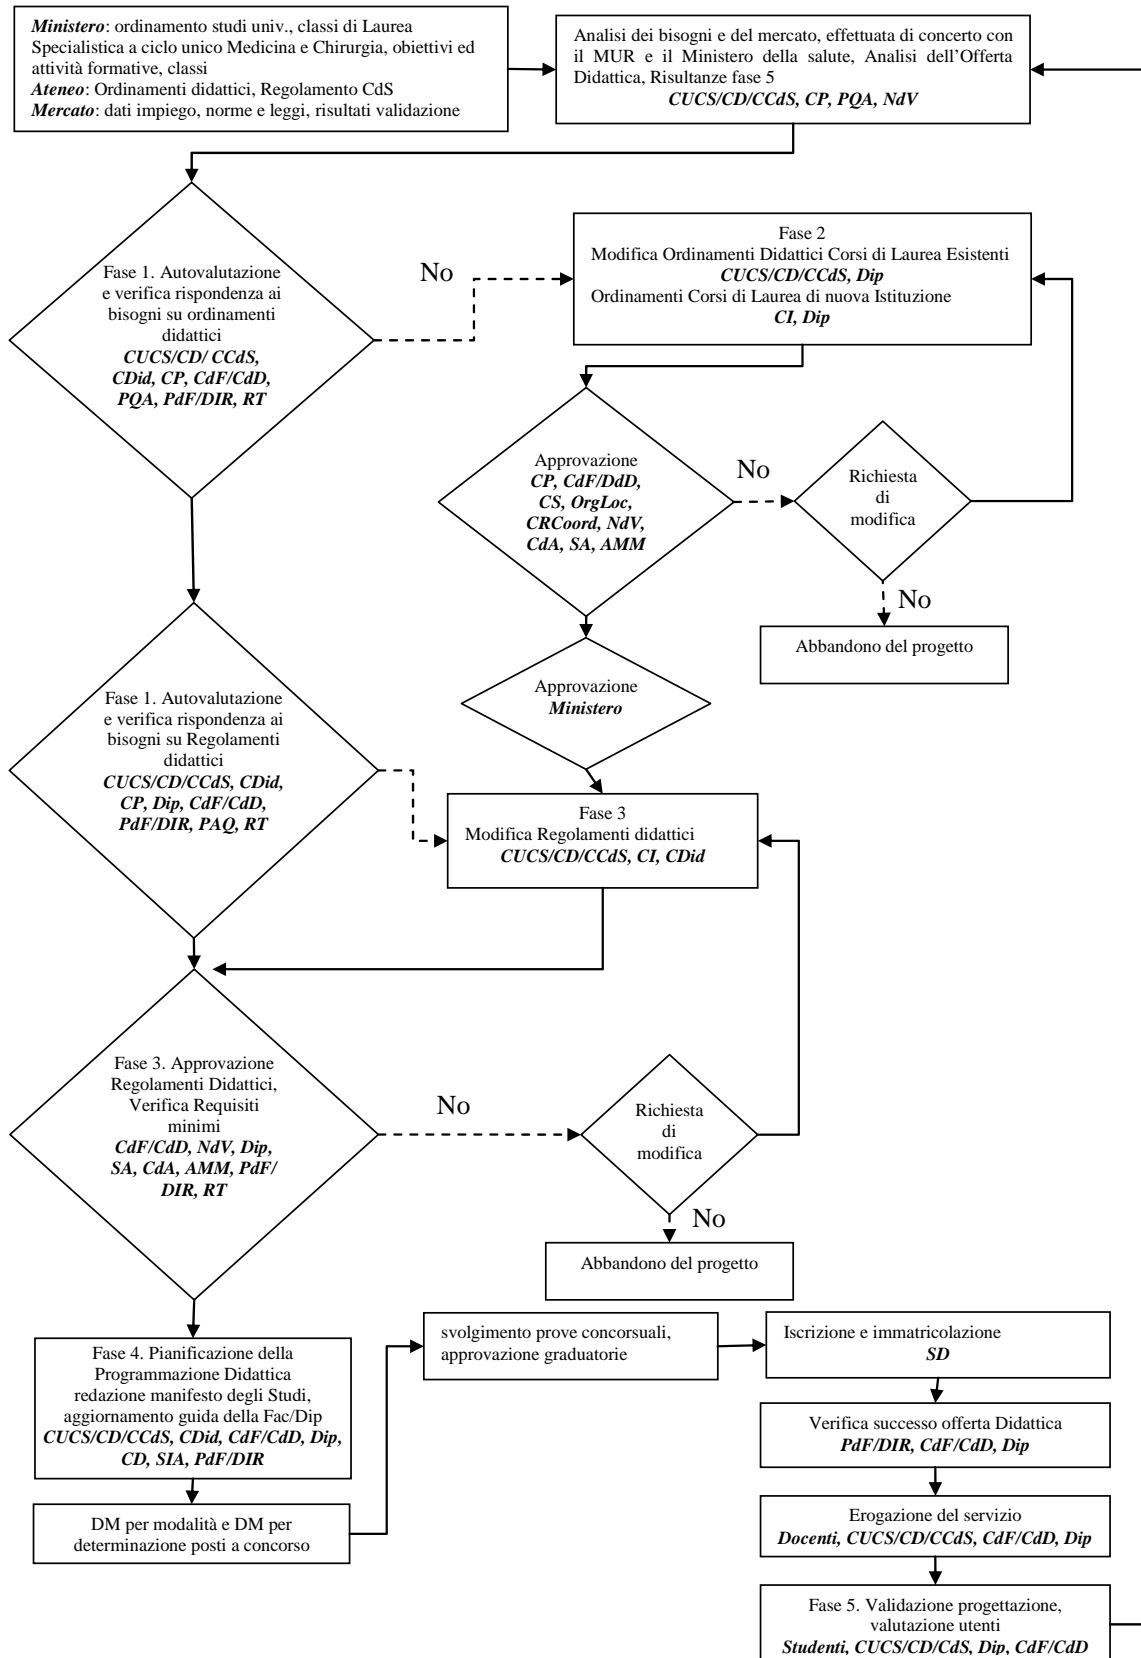 Ministero: ordinamento studi univ., classi di Laurea
Specialistica a ciclo unico Medicina e Chirurgia, obiettivi ed
attività formative, classi
Ateneo: Ordinamenti didattici, Regolamento CdS
Mercato: dati impiego, norme e leggi, risultati validazione
Analisi dei bisogni e del mercato, effettuata di concerto con
il MUR e il Ministero della salute, Analisi dell'Offerta
Didattica, Risultanze fase 5
CUCS/CD/CCdS, CP, PQA, NdV
Fase 1. Autovalutazione
e verifica rispondenza ai
bisogni su ordinamenti
didattici
CUCS/CD/ CCdS,
CDid, CP, CdF/CdD,
PQA, PdF/DIR, RT
No
Fase 2
Modifica Ordinamenti Didattici Corsi di Laurea Esistenti
CUCS/CD/CCdS, Dip
Ordinamenti Corsi di Laurea di nuova Istituzione
CI, Dip
Approvazione
CP, CdF/DdD,
CS, OrgLoc,
CRCoord, NdV,
CdA, SA, AMM
No
Richiesta
di
modifica
No
Abbandono del progetto
Approvazione
Ministero
Fase 1. Autovalutazione
e verifica rispondenza ai
bisogni su Regolamenti
didattici
CUCS/CD/CCdS, CDid,
CP, Dip, CdF/CdD,
PdF/DIR, PAQ, RT
Fase 3
Modifica Regolamenti didattici
CUCS/CD/CCdS, CI, CDid
Fase 3. Approvazione
Regolamenti Didattici,
Verifica Requisiti
minimi
CdF/CdD, NdV, Dip,
SA, CdA, AMM, PdF/
DIR, RT
No
Richiesta
di
modifica
No
Abbandono del progetto
Fase 4. Pianificazione della
Programmazione Didattica
redazione manifesto degli Studi,
aggiornamento guida della Fac/Dip
CUCS/CD/CCdS, CDid, CdF/CdD, Dip,
CD, SIA, PdF/DIR
DM per modalità e DM per
determinazione posti a concorso
svolgimento prove concorsuali,
approvazione graduatorie
Iscrizione e immatricolazione
SD
Verifica successo offerta Didattica
PdF/DIR, CdF/CdD, Dip
Erogazione del servizio
Docenti, CUCS/CD/CCdS, CdF/CdD, Dip
Fase 5. Validazione progettazione,
valutazione utenti
Studenti, CUCS/CD/CdS, Dip, CdF/CdD